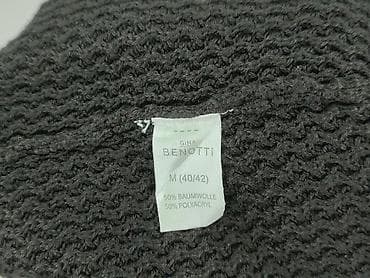 GINA
BENOTTI
M (40/42)
50% BAUMWOLLE
50% POLYACRYL